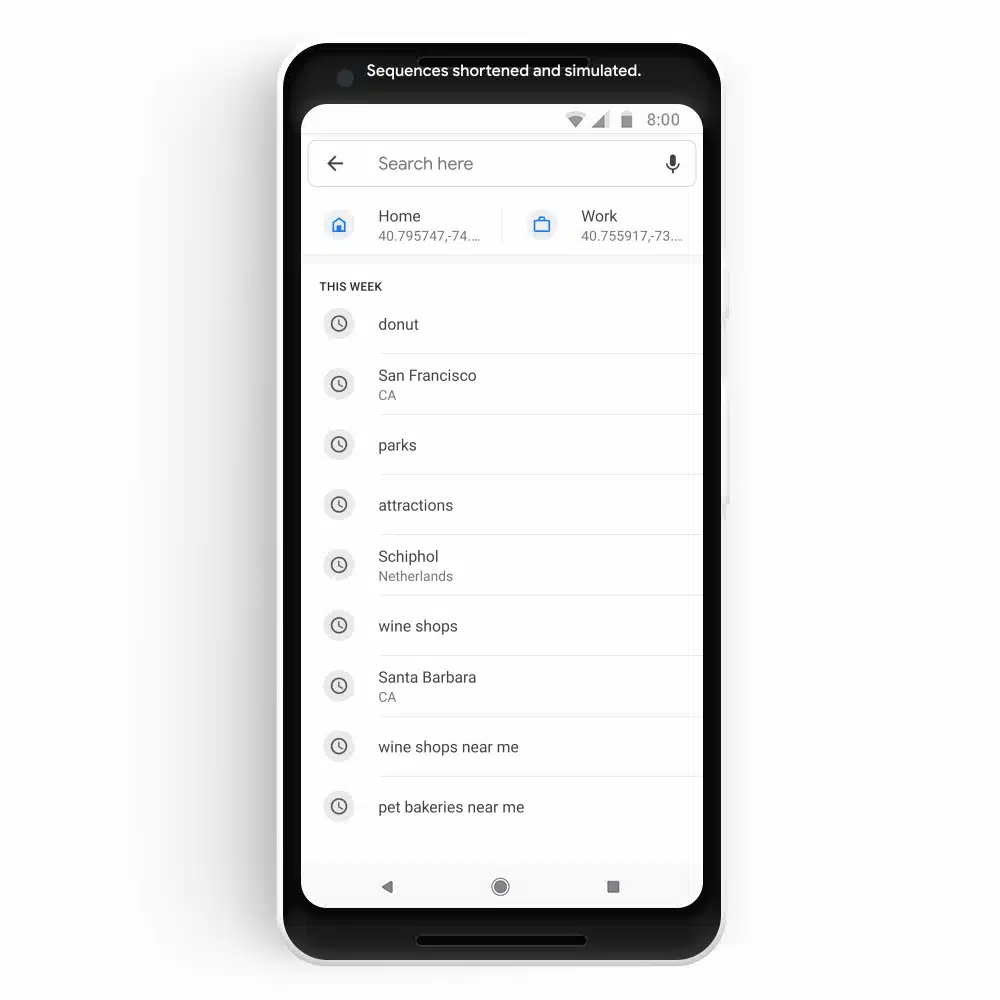 Sequences shortened and simulated.
8:00
Search here
Home
40.795747,-74....
Work
40.755917,-73....
THIS WEEK
donut
San Francisco
CA
parks
attractions
Schiphol
Netherlands
wine shops
Santa Barbara
CA
wine shops near me
pet bakeries near me